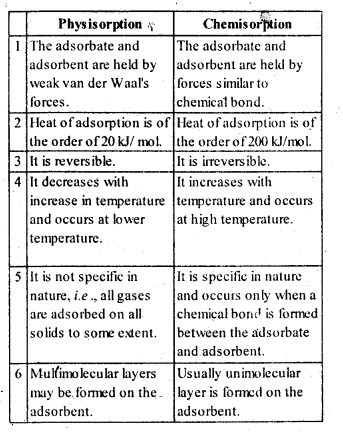 Physisorption Chemisorption
1 The adsorbate and The adsorbate and
adsorbent are held by adsorbent are held by
weak van der Waal's forces similar to
forces. chemical bond.
2 Heat of adsorption is of Heat of adsorption is of
the order of 20 kJ/ mol. the order of 200 kJ/mol.
3 It is reversible. It is irreversible.
4 It decreases with It increases with
increase in temperature temperature and occurs
and occurs at lower at high temperature.
temperature.
5 It is not specific in It is specific in nature
nature, i.e., all gases and occurs only when a
are adsorbed on all chemical bond is formed
solids to some extent. between the adsorbate
and adsorbent.
6 Multimolecular layers Usually unimolecular
may be formed on the layer is formed on the
adsorbent. adsorbent.